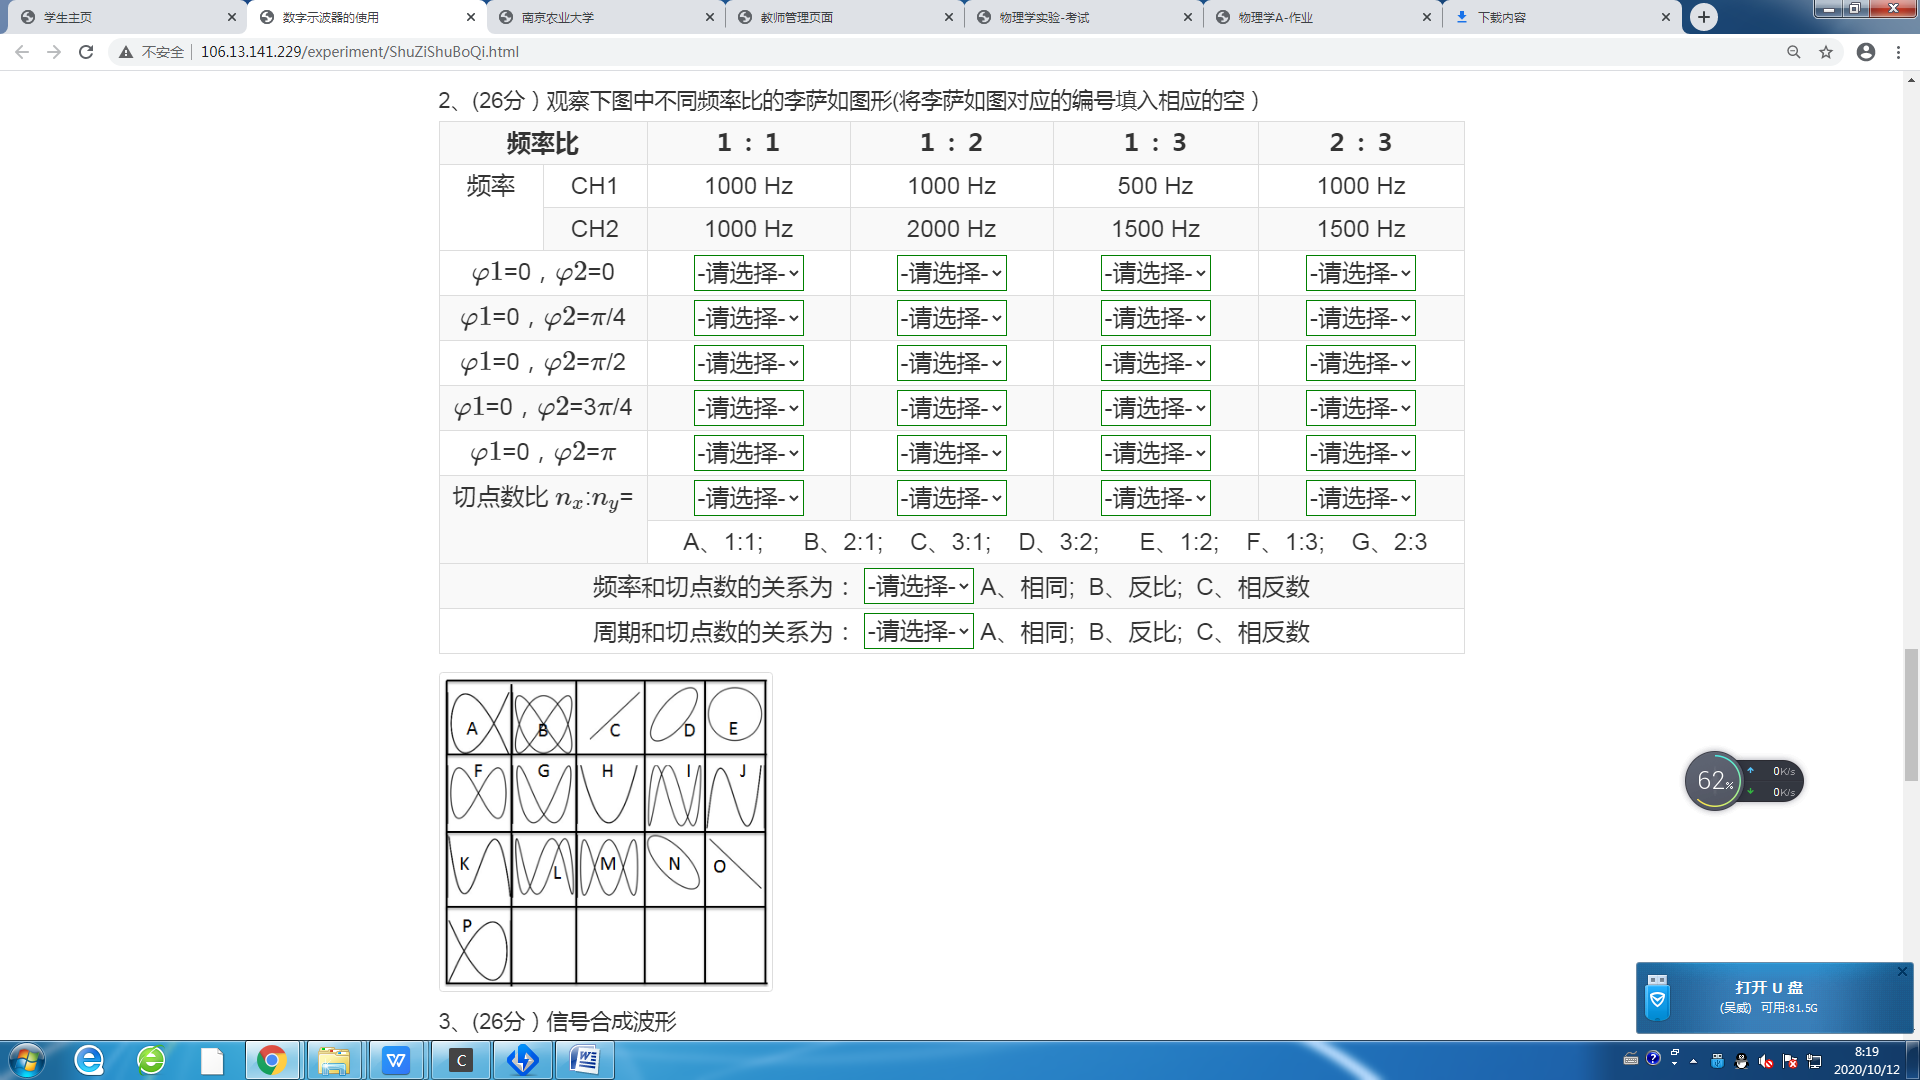 学生主页
数字示波器的使用
南京农业大学
教师管理页面
物理学实验-考试
物理学A-作业
下载内容
不安全 106.13.141.229/experiment/ShuZiShuBoQi.html
2、(26分）观察下图中不同频率比的李萨如图形(将李萨如图对应的编号填入相应的空）
频率比 1 : 1 1 : 2 1 : 3 2 : 3
频率 CH1 1000 Hz 1000 Hz 500 Hz 1000 Hz
CH2 1000 Hz 2000 Hz 1500 Hz 1500 Hz
φ1=0，φ2=0 -请选择- -请选择- -请选择- -请选择-
φ1=0，φ2=π/4 -请选择- -请选择- -请选择- -请选择-
φ1=0，φ2=π/2 -请选择- -请选择- -请选择- -请选择-
φ1=0，φ2=3π/4 -请选择- -请选择- -请选择- -请选择-
φ1=0，φ2=π -请选择- -请选择- -请选择- -请选择-
切点数比 nx:ny= -请选择- -请选择- -请选择- -请选择-
A、1:1; B、2:1; C、3:1; D、3:2; E、1:2; F、1:3; G、2:3
频率和切点数的关系为： -请选择- A、相同; B、反比; C、相反数
周期和切点数的关系为： -请选择- A、相同; B、反比; C、相反数
A B C D E
F G H I J
K L M N O
P
62%
0K/s
0K/s
打开 U 盘
(吴威) 可用:81.5G
3、(26分）信号合成波形
8:19
2020/10/12